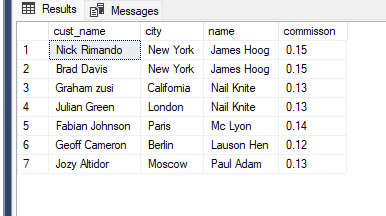 Results Messages
cust_name city name commisson
1 Nick Rimando New York James Hoog 0.15
2 Brad Davis New York James Hoog 0.15
3 Graham zusi California Nail Knite 0.13
4 Julian Green London Nail Knite 0.13
5 Fabian Johnson Paris Mc Lyon 0.14
6 Geoff Cameron Berlin Lauson Hen 0.12
7 Jozy Altidor Moscow Paul Adam 0.13